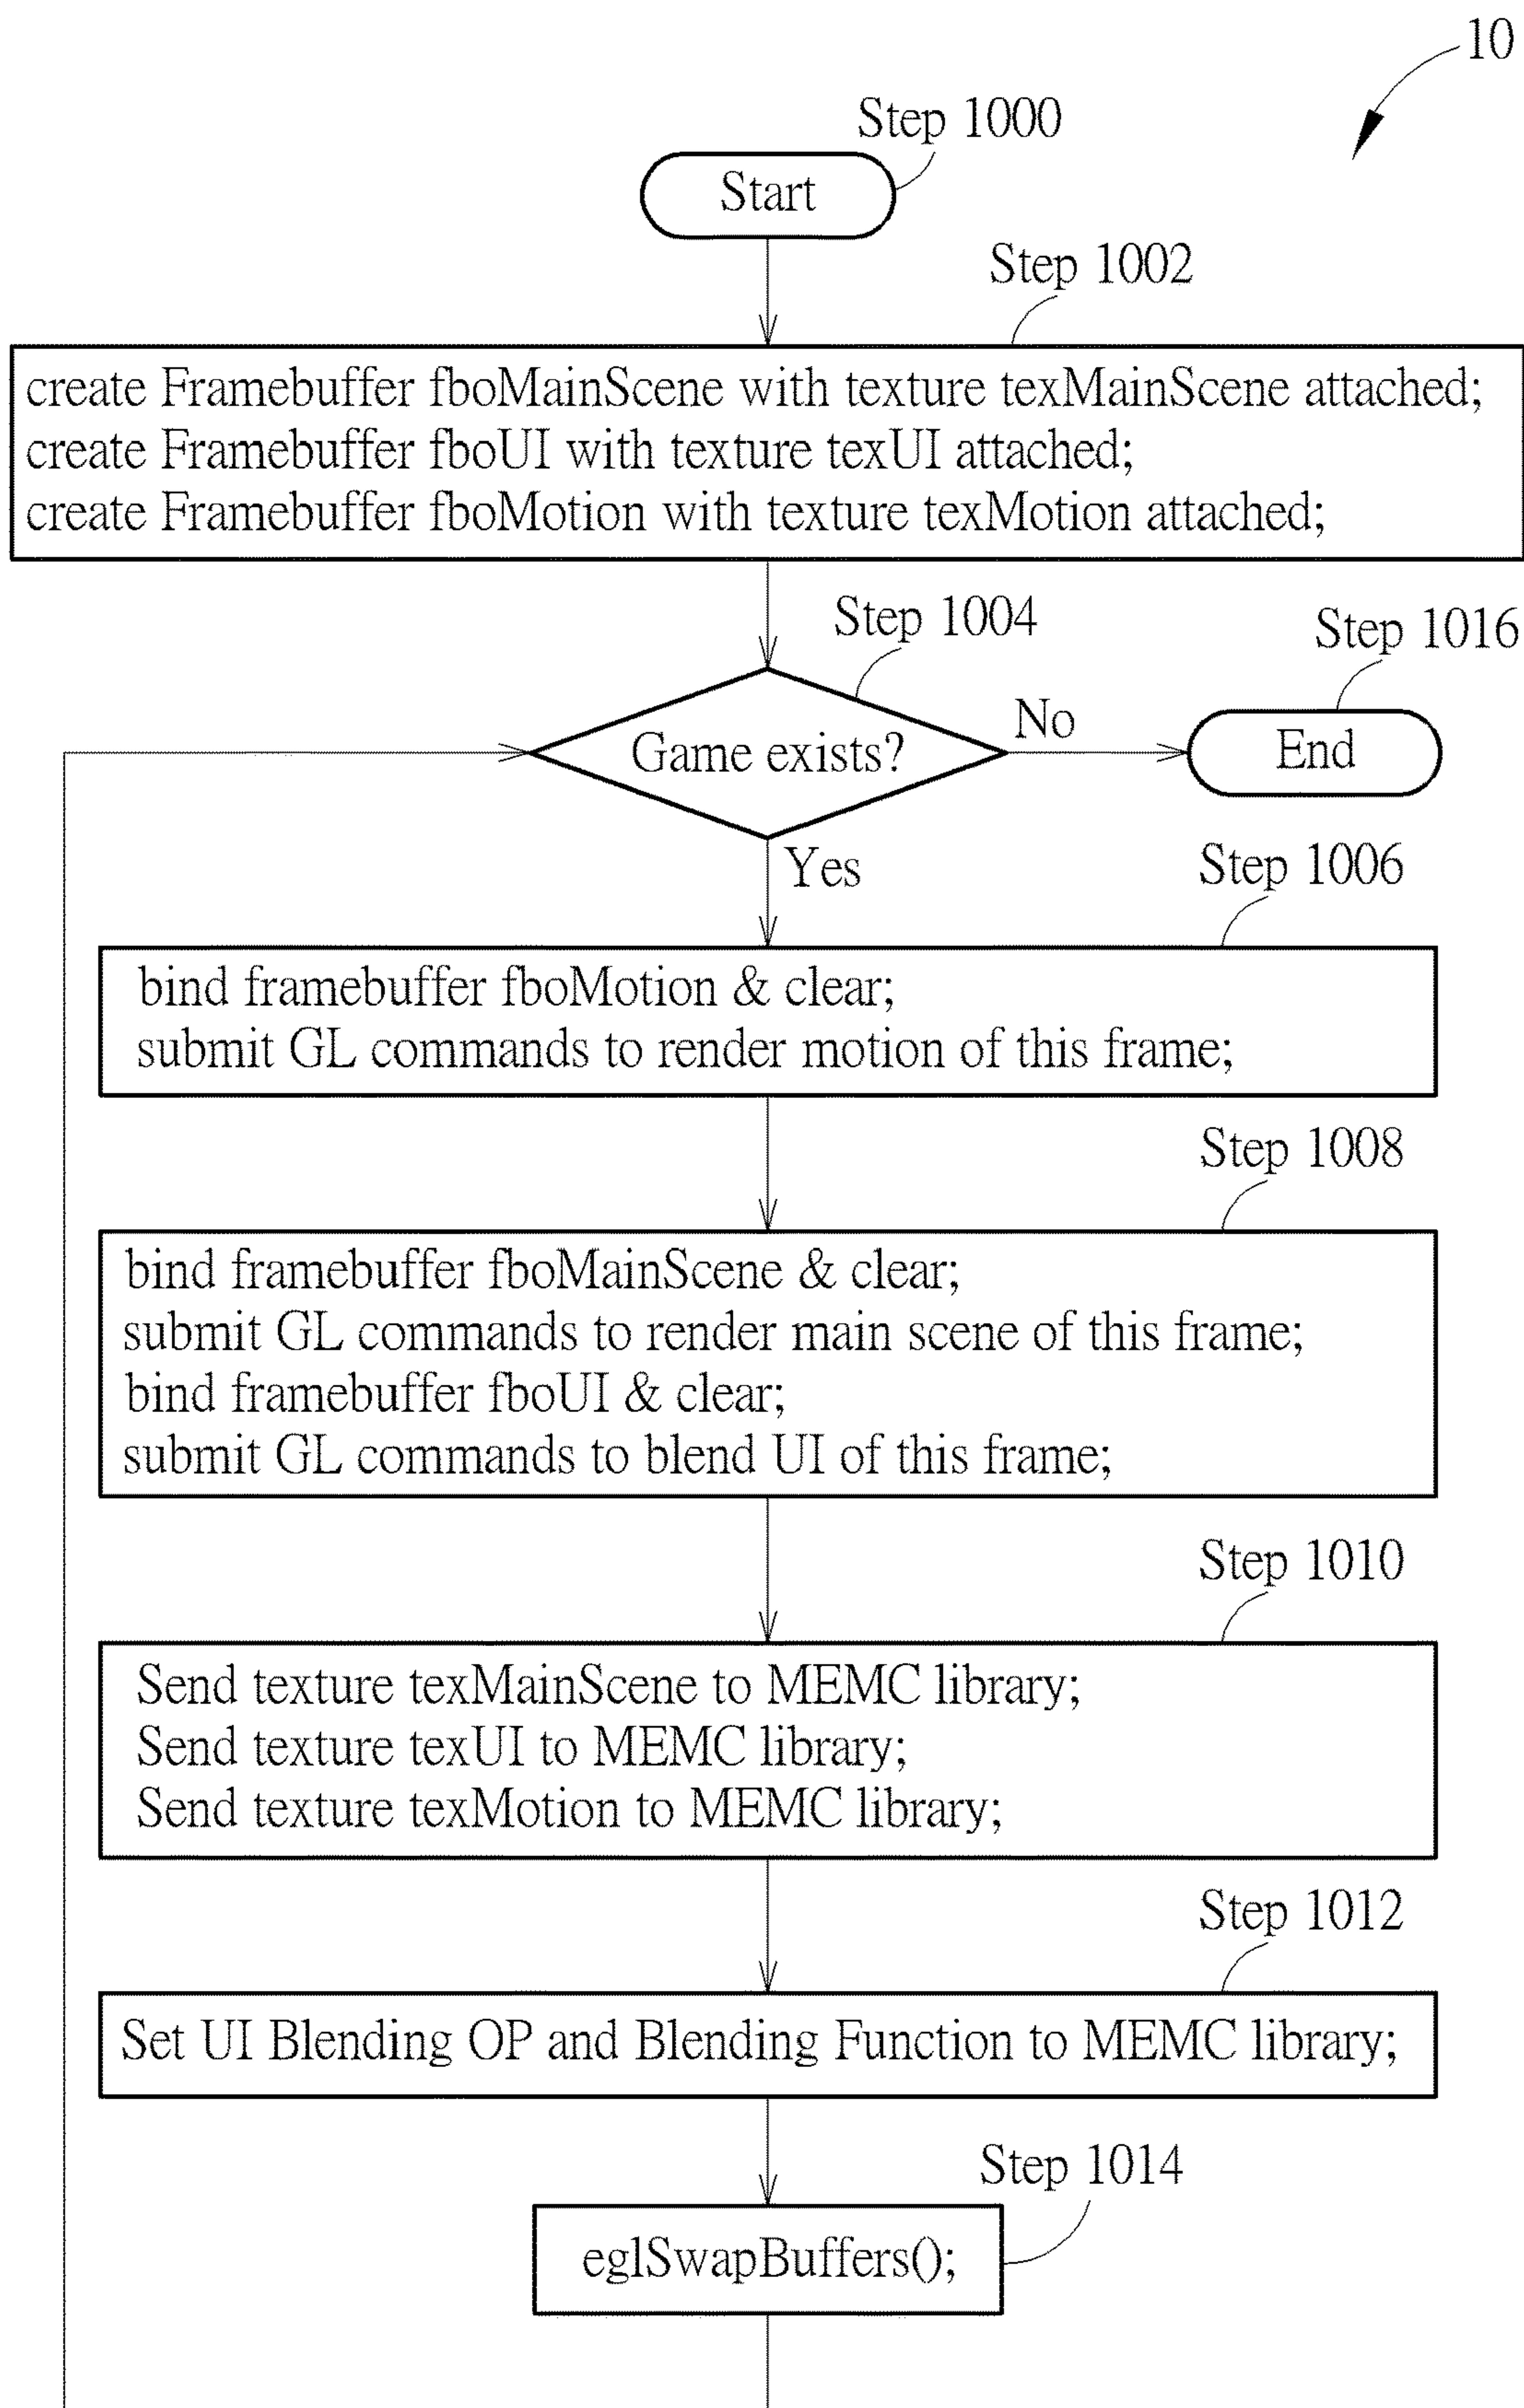 10
Step 1000
Start
Step 1002
create Framebuffer fboMainScene with texture texMainScene attached;
create Framebuffer fboUI with texture texUI attached;
create Framebuffer fboMotion with texture texMotion attached;
Step 1004
Step 1016
Game exists?
No
End
Yes
Step 1006
bind framebuffer fboMotion & clear;
submit GL commands to render motion of this frame;
Step 1008
bind framebuffer fboMainScene & clear;
submit GL commands to render main scene of this frame;
bind framebuffer fboUI & clear;
submit GL commands to blend UI of this frame;
Step 1010
Send texture texMainScene to MEMC library;
Send texture texUI to MEMC library;
Send texture texMotion to MEMC library;
Step 1012
Set UI Blending OP and Blending Function to MEMC library;
Step 1014
eglSwapBuffers();